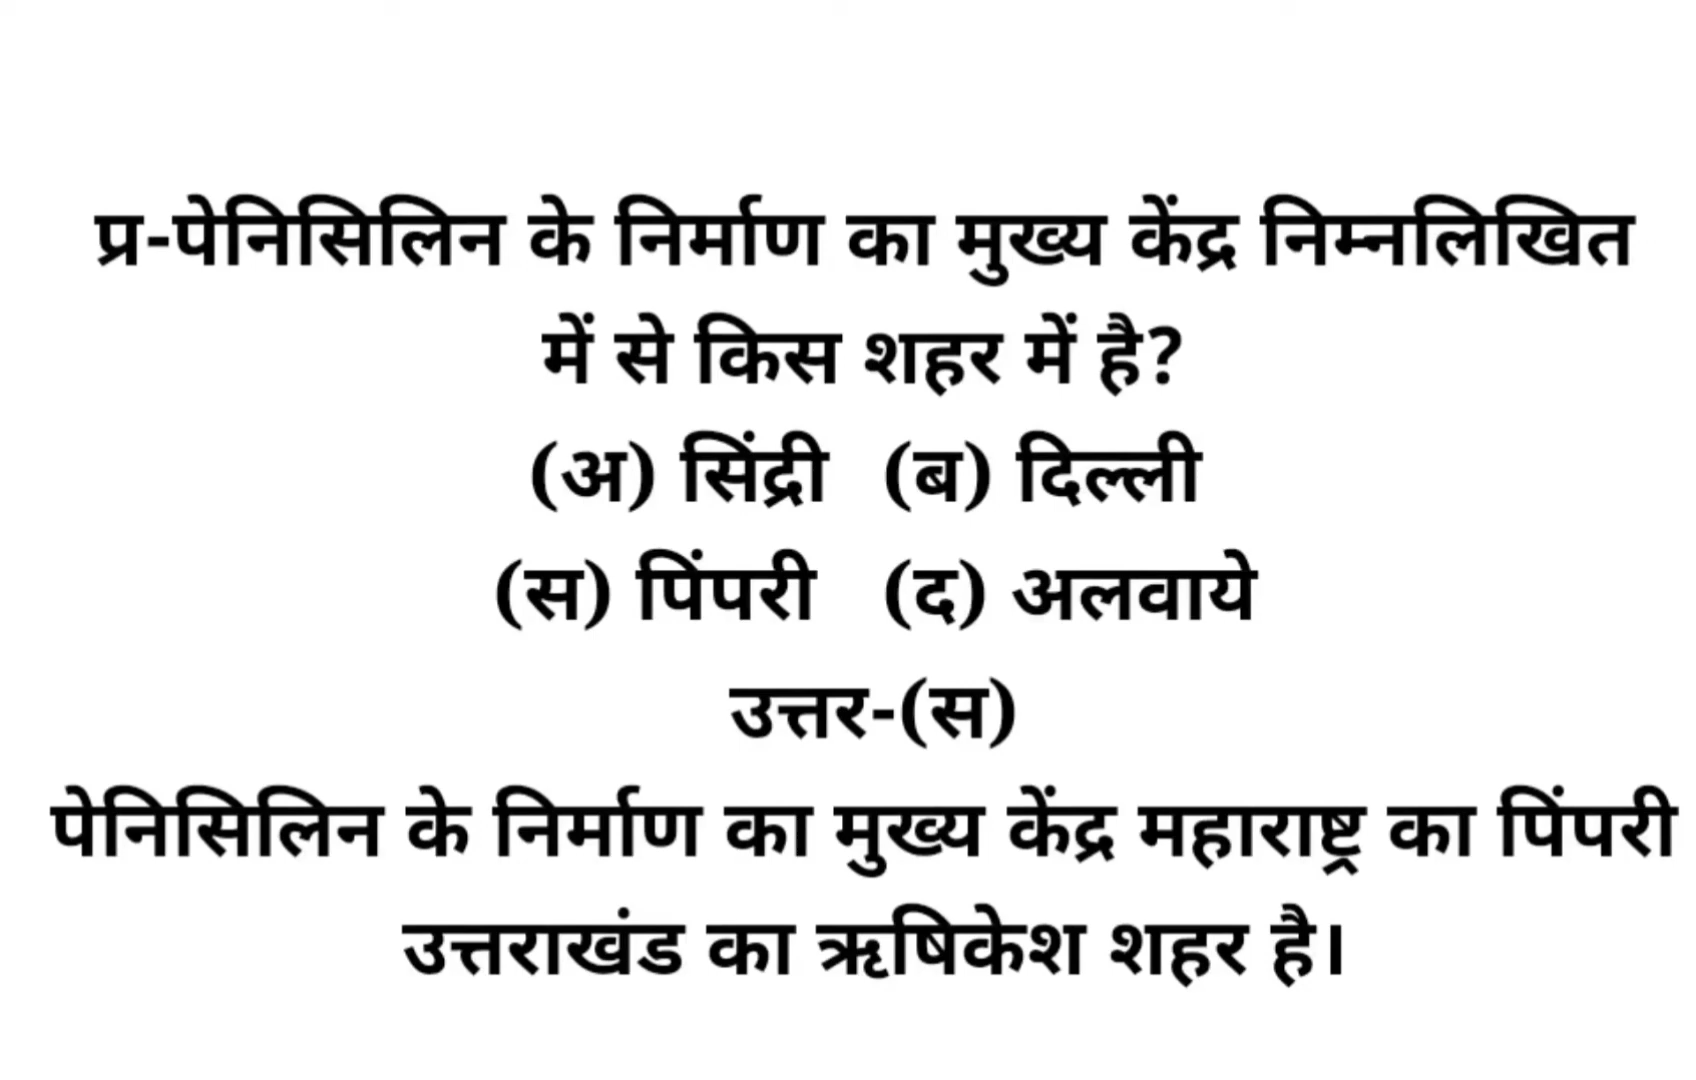 प्र-पेनिसिलिन के निर्माण का मुख्य केंद्र निम्नलिखित
में से किस शहर में है?
(अ) सिंद्री (ब) दिल्ली
(स) पिंपरी (द) अलवाये
उत्तर-(स)
पेनिसिलिन के निर्माण का मुख्य केंद्र महाराष्ट्र का पिंपरी
उत्तराखंड का ऋषिकेश शहर है।